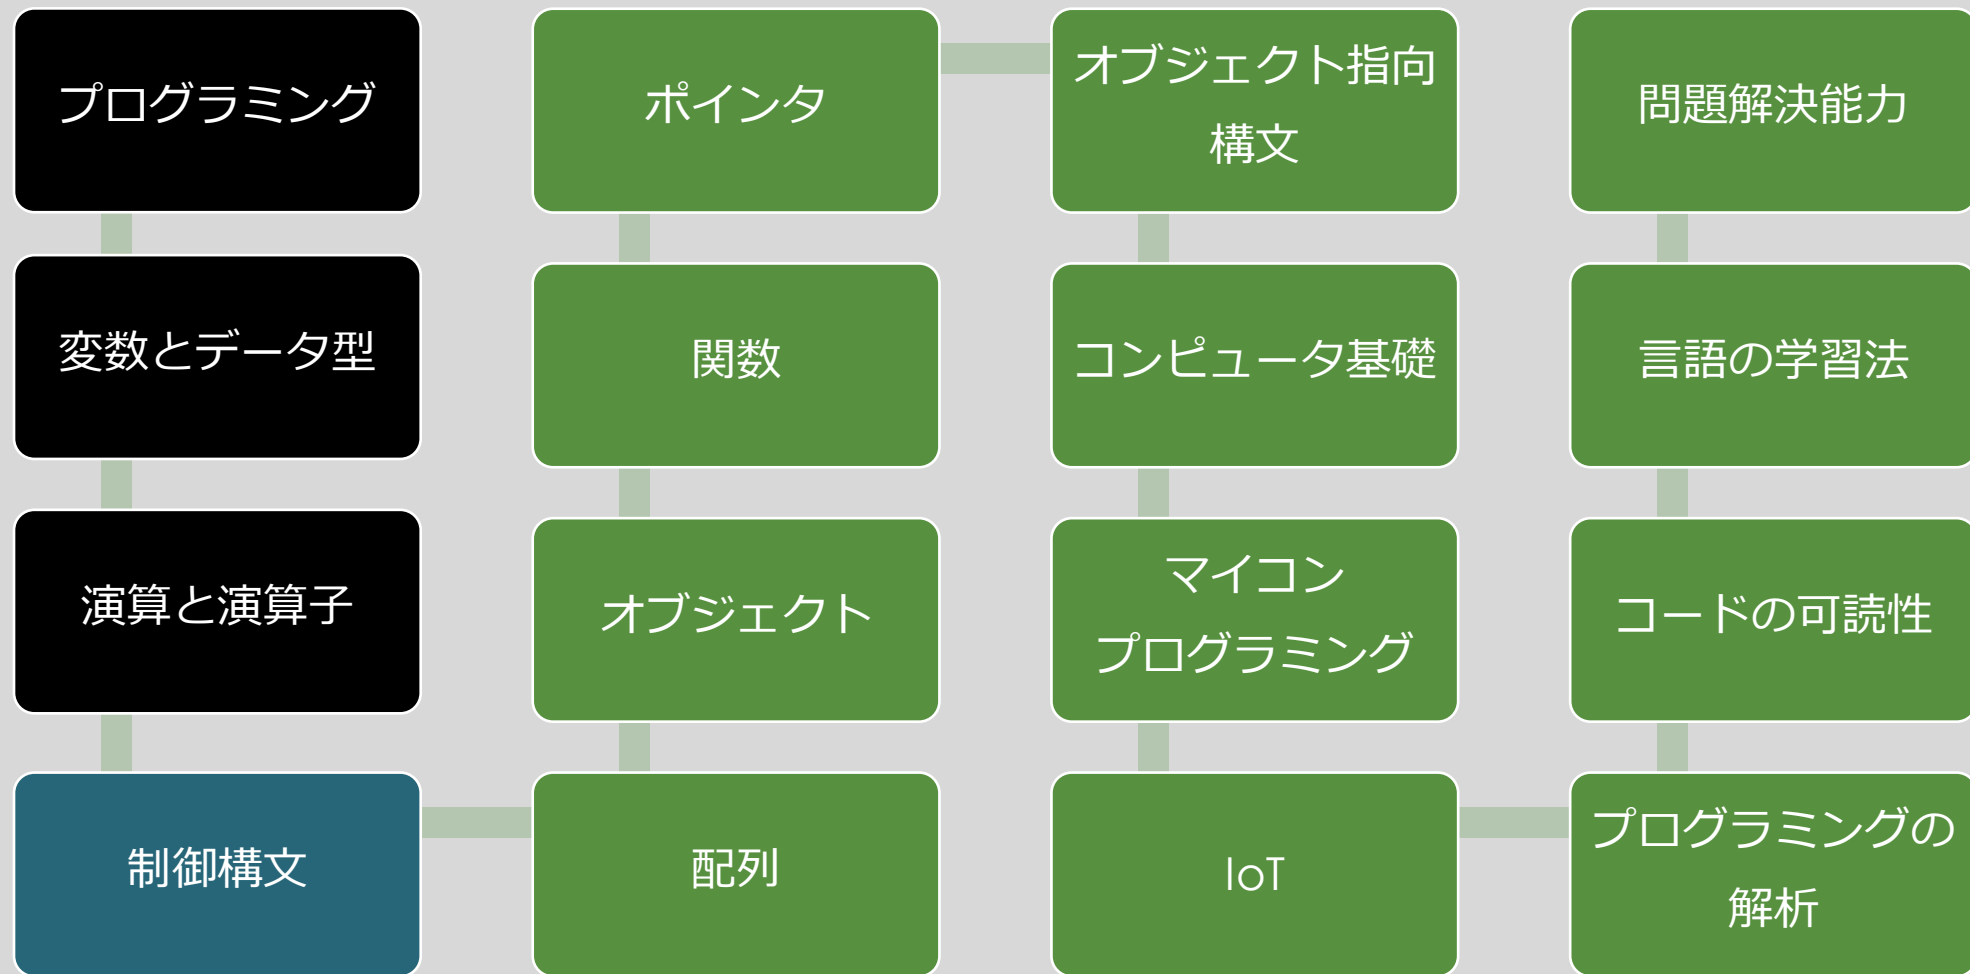 プログラミング
変数とデータ型
演算と演算子
制御構文
配列
オブジェクト
関数
ポインタ
オブジェクト指向
構文
コンピュータ基礎
マイコン
プログラミング
IoT
プログラミングの
解析
コードの可読性
言語の学習法
問題解決能力